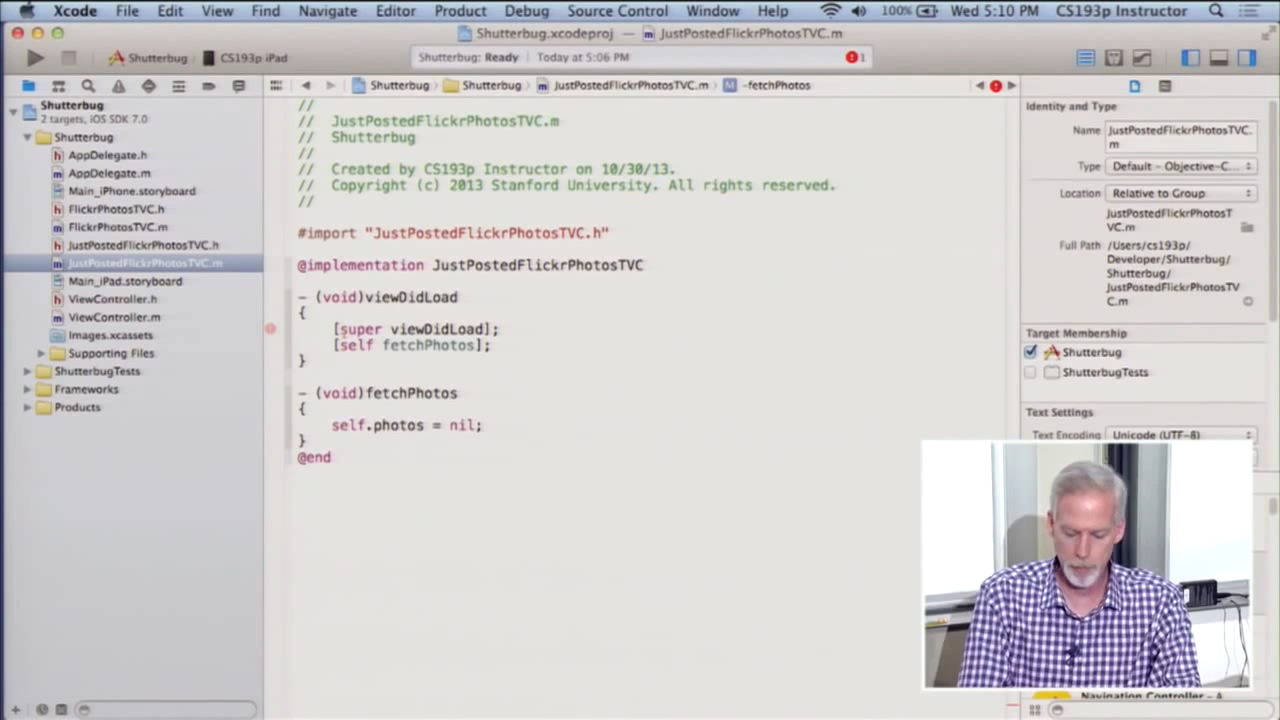 Xcode File Edit View Find Navigate Editor Product Debug Source Control Window Help 100% Wed 5:10 PM CS193p Instructor
Shutterbug.xcodeproj — JustPostedFlickrPhotosTVC.m
Shutterbug CS193p iPad
Shutterbug: Ready Today at 5:06 PM 1
Shutterbug Shutterbug JustPostedFlickrPhotosTVC.m -fetchPhotos
Shutterbug
2 targets, iOS SDK 7.0
Shutterbug
AppDelegate.h
AppDelegate.m
Main_iPhone.storyboard
FlickrPhotosTVC.h
FlickrPhotosTVC.m
JustPostedFlickrPhotosTVC.h
JustPostedFlickrPhotosTVC.m
Main_iPad.storyboard
ViewController.h
ViewController.m
Images.xcassets
Supporting Files
ShutterbugTests
Frameworks
Products
//
// JustPostedFlickrPhotosTVC.m
// Shutterbug
//
// Created by CS193p Instructor on 10/30/13.
// Copyright (c) 2013 Stanford University. All rights reserved.
//
#import "JustPostedFlickrPhotosTVC.h"
@implementation JustPostedFlickrPhotosTVC
- (void)viewDidLoad
{
[super viewDidLoad];
[self fetchPhotos];
}
- (void)fetchPhotos
{
self.photos = nil;
}
@end
Identity and Type
Name JustPostedFlickrPhotosTVC.
m
Type Default - Objective-C...
Location Relative to Group
JustPostedFlickrPhotosT
VC.m
Full Path /Users/cs193p/
Developer/Shutterbug/
Shutterbug/
JustPostedFlickrPhotosTV
C.m
Target Membership
Shutterbug
ShutterbugTests
Text Settings
Text Encoding Unicode (UTF-8)
Navigation Controller - A